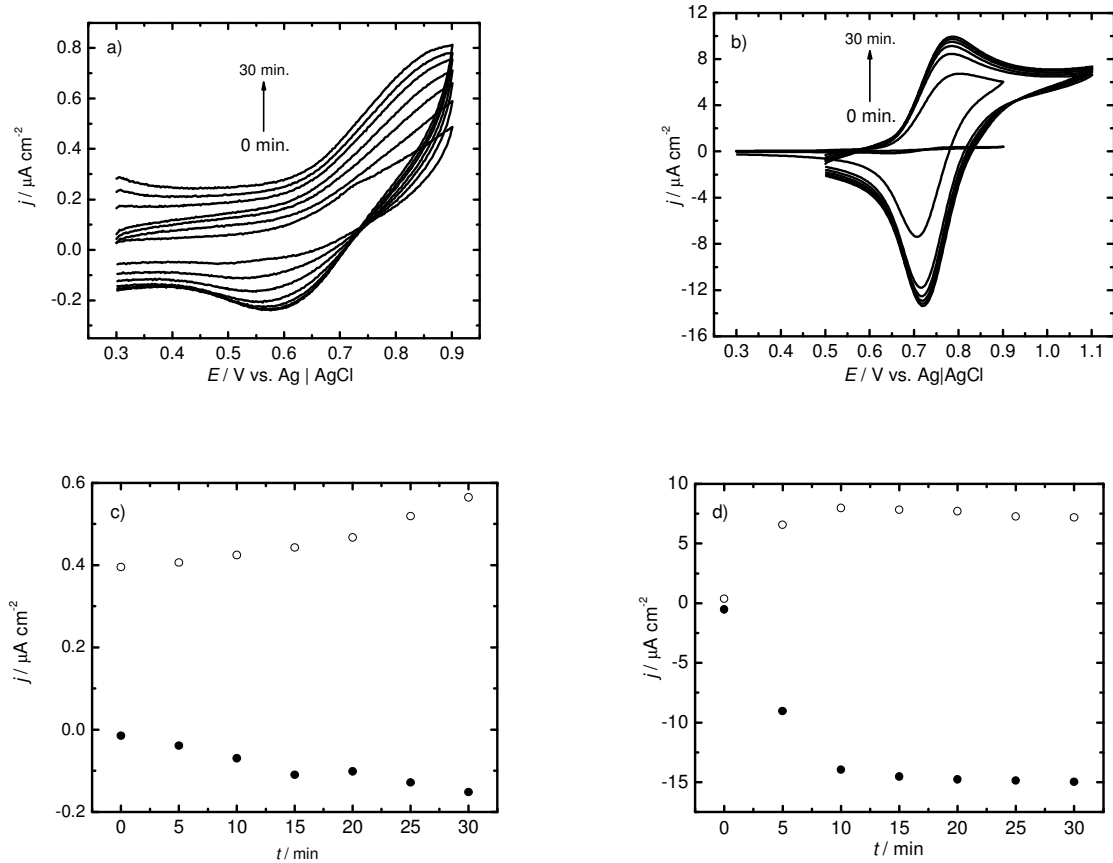 a)
30 min.
0 min.
j / µA cm-2
0.8
0.6
0.4
0.2
0.0
-0.2
0.3 0.4 0.5 0.6 0.7 0.8 0.9
E / V vs. Ag | AgCl
b)
30 min.
0 min.
j / µA cm-2
12
8
4
0
-4
-8
-12
-16
0.3 0.4 0.5 0.6 0.7 0.8 0.9 1.0 1.1
E / V vs. Ag|AgCl
c)
j / µA cm-2
0.6
0.4
0.2
0.0
-0.2
0 5 10 15 20 25 30
t / min
d)
j / µA cm-2
10
5
0
-5
-10
-15
0 5 10 15 20 25 30
t / min